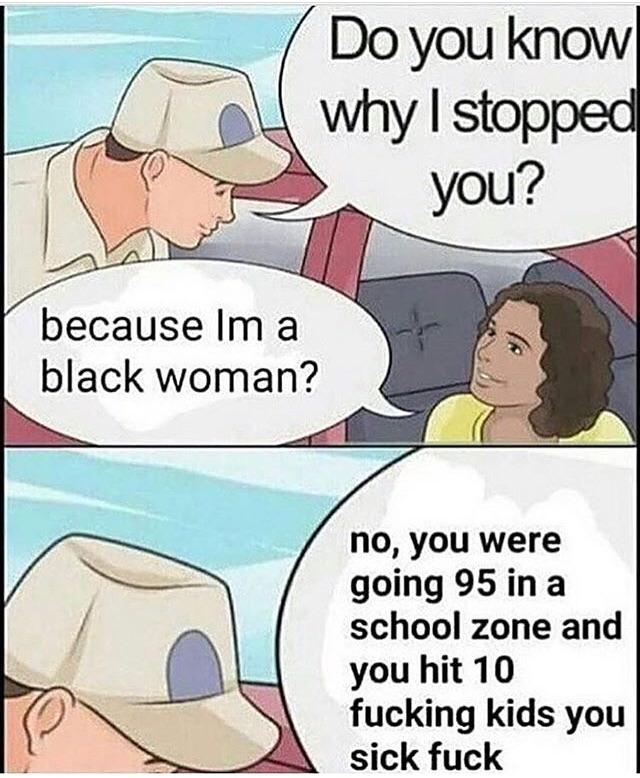 Do you know
why I stopped
you?
because Im a
black woman?
no, you were
going 95 in a
school zone and
you hit 10
fucking kids you
sick fuck